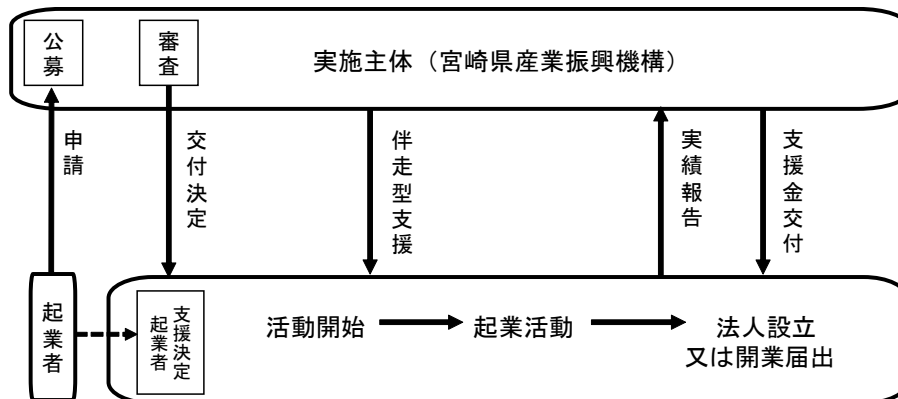 公募
審査
実施主体（宮崎県産業振興機構）
申請
交付決定
伴走型支援
実績報告
支援金交付
起業者
支援決定
起業者
活動開始
起業活動
法人設立
又は開業届出